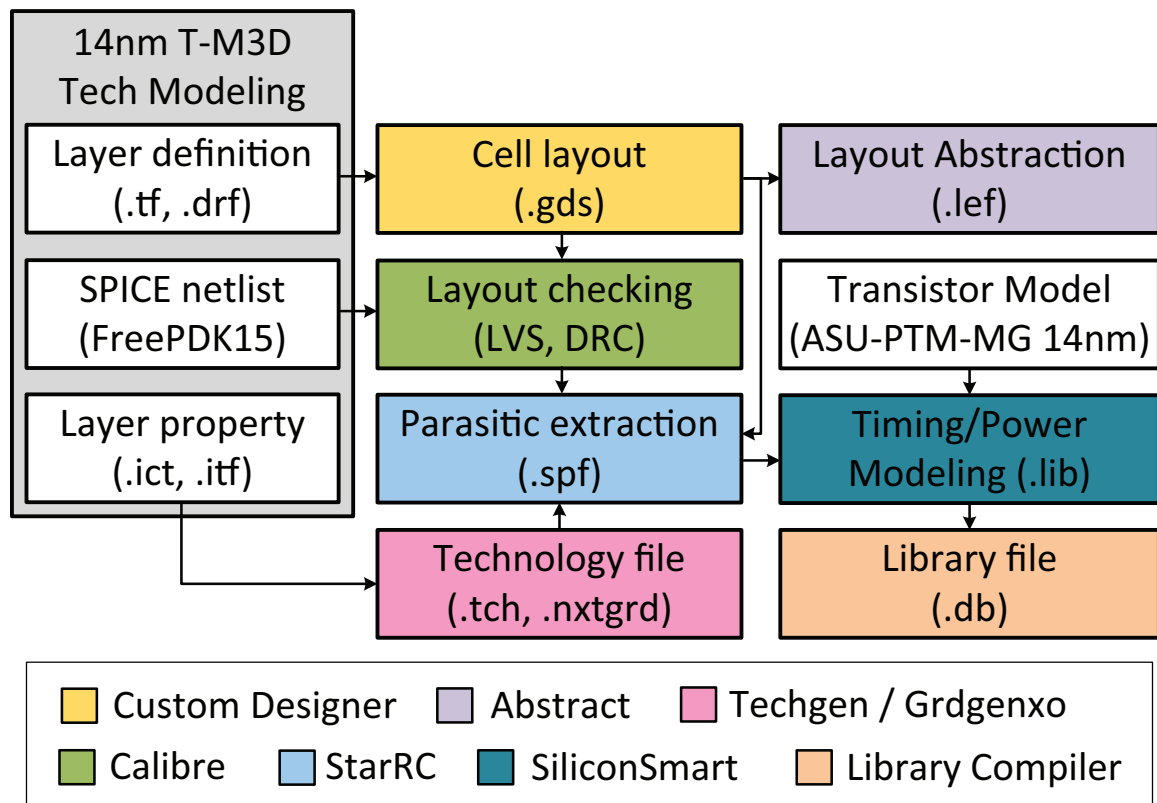 14nm T-M3D
Tech Modeling
Layer definition
(.tf, .drf)
Cell layout
(.gds)
Layout Abstraction
(.lef)
SPICE netlist
(FreePDK15)
Layout checking
(LVS, DRC)
Transistor Model
(ASU-PTM-MG 14nm)
Layer property
(.ict, .itf)
Parasitic extraction
(.spf)
Timing/Power
Modeling (.lib)
Technology file
(.tch, .nxtgrd)
Library file
(.db)
Custom Designer
Abstract
Techgen / Grdgenxo
Calibre
StarRC
SiliconSmart
Library Compiler